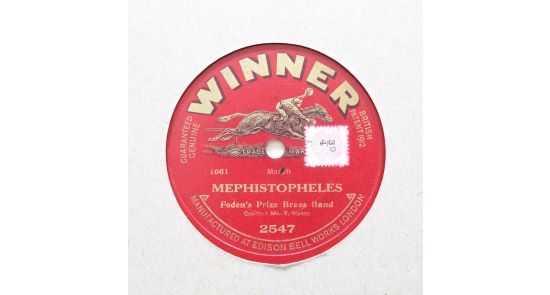 WINNER
GUARANTEED
GENUINE
BRITISH
PATENT 1912
TRADE MARK
1061
March
MEPHISTOPHELES
Foden's Prize Brass Band
2547
MANUFACTURED AT EDISON BELL WORKS LONDON